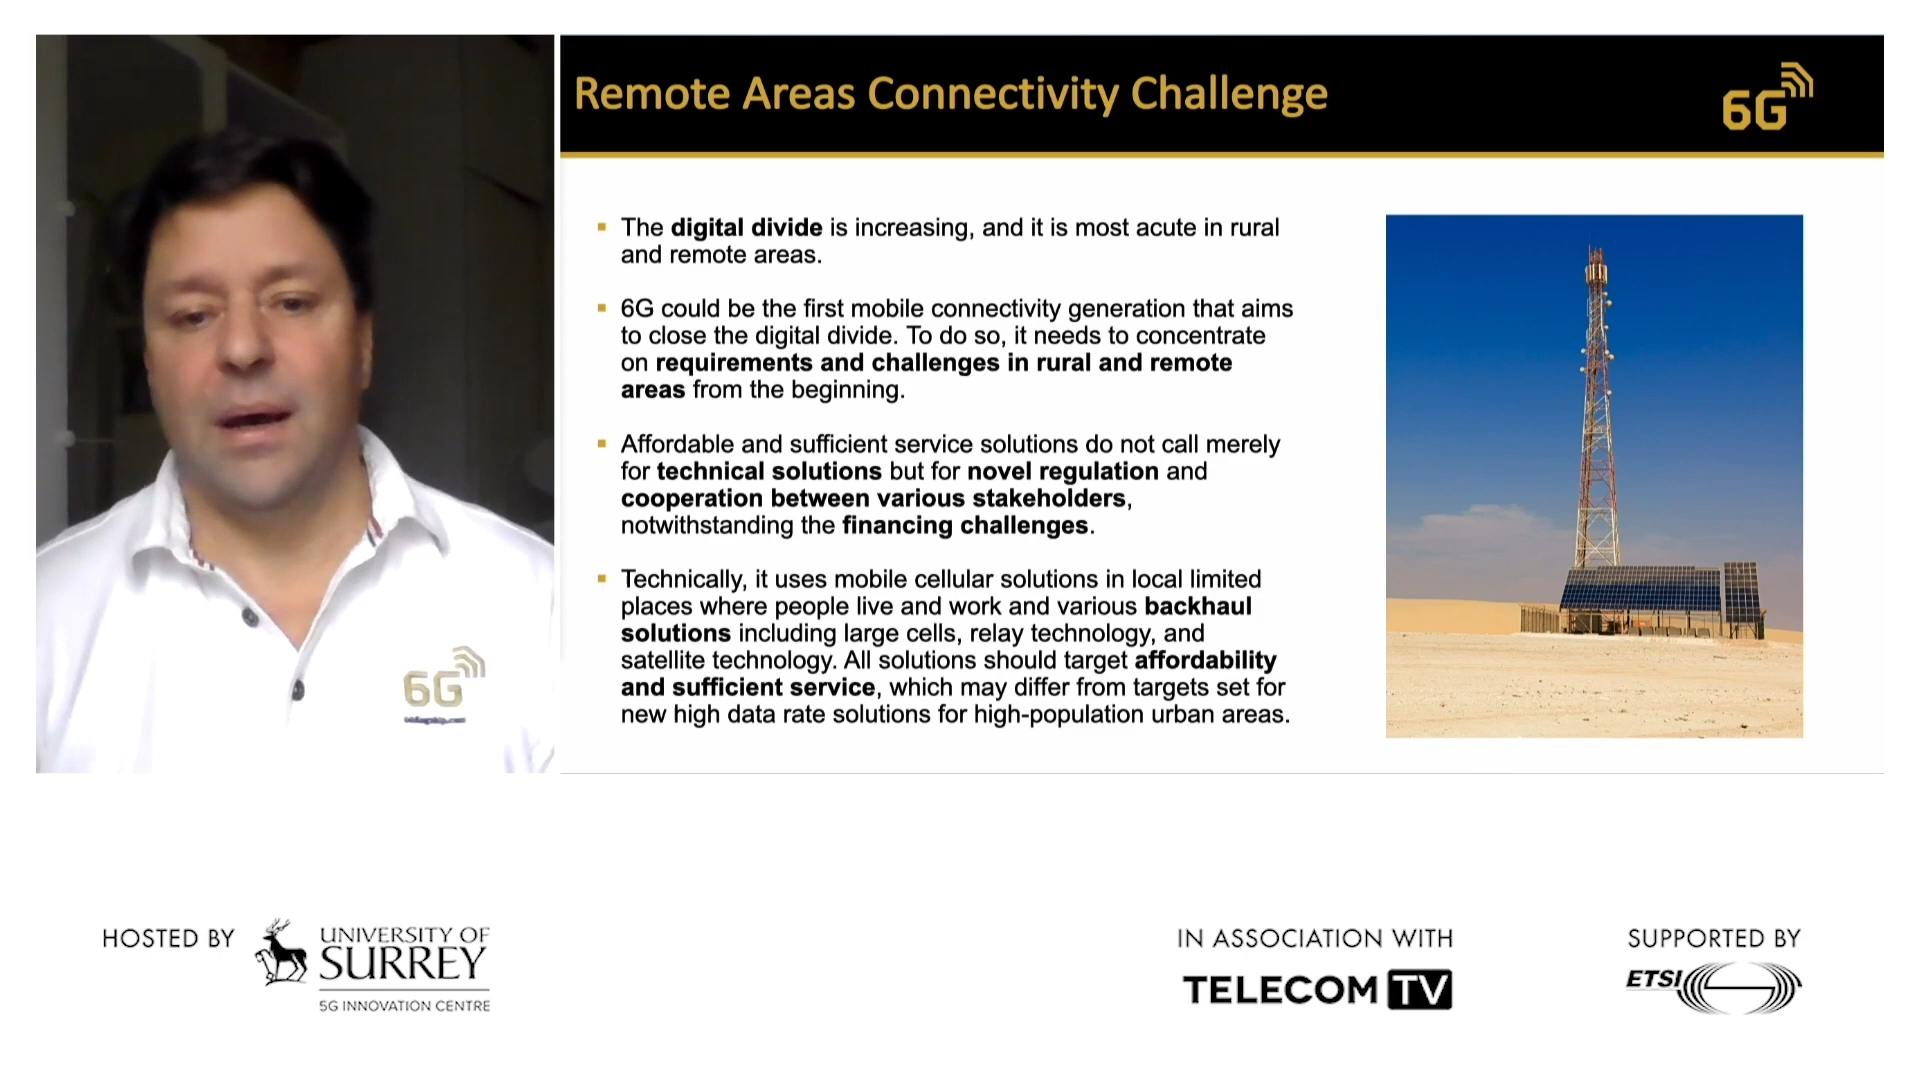 Remote Areas Connectivity Challenge
6G
The digital divide is increasing, and it is most acute in rural
and remote areas.
6G could be the first mobile connectivity generation that aims
to close the digital divide. To do so, it needs to concentrate
on requirements and challenges in rural and remote
areas from the beginning.
Affordable and sufficient service solutions do not call merely
for technical solutions but for novel regulation and
cooperation between various stakeholders,
notwithstanding the financing challenges.
Technically, it uses mobile cellular solutions in local limited
places where people live and work and various backhaul
solutions including large cells, relay technology, and
satellite technology. All solutions should target affordability
and sufficient service, which may differ from targets set for
new high data rate solutions for high-population urban areas.
6G
HOSTED BY
UNIVERSITY OF
SURREY
5G INNOVATION CENTRE
IN ASSOCIATION WITH
TELECOM TV
SUPPORTED BY
ETSI